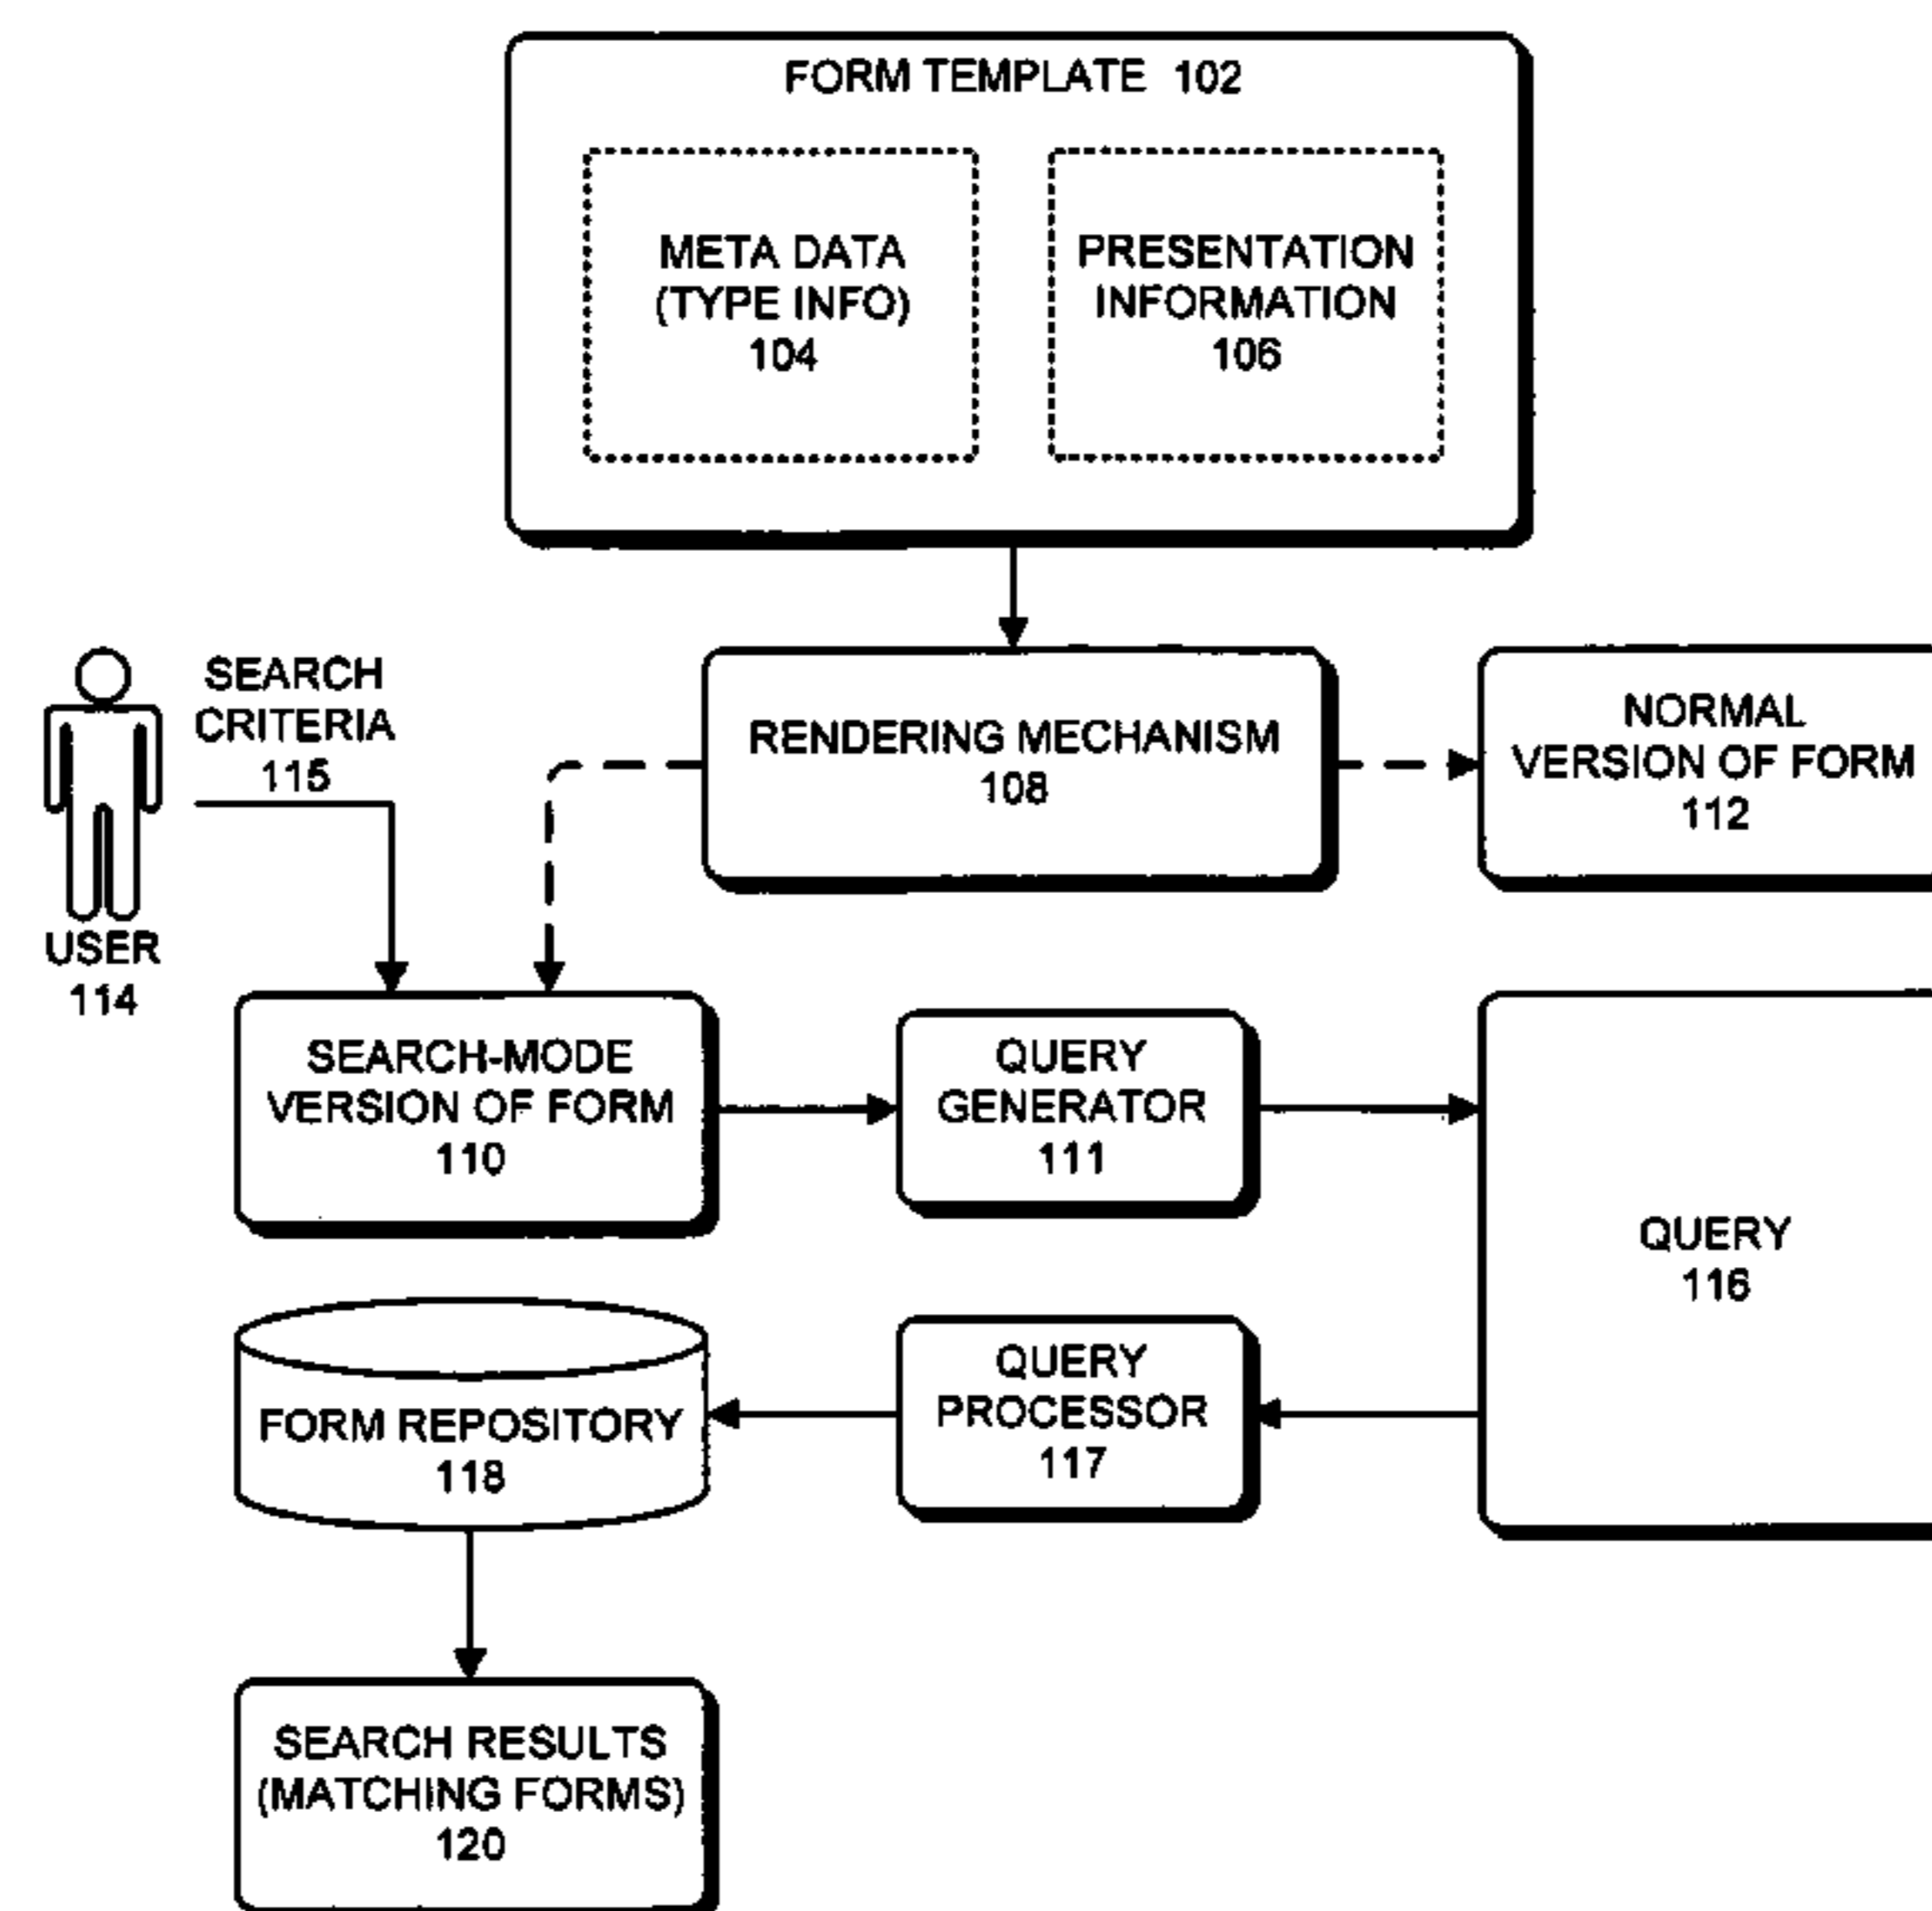 FORM TEMPLATE 102
META DATA
(TYPE INFO)
104
PRESENTATION
INFORMATION
106
SEARCH
CRITERIA
115
USER
114
RENDERING MECHANISM
108
NORMAL
VERSION OF FORM
112
SEARCH-MODE
VERSION OF FORM
110
QUERY
GENERATOR
111
QUERY
116
FORM REPOSITORY
118
QUERY
PROCESSOR
117
SEARCH RESULTS
(MATCHING FORMS)
120